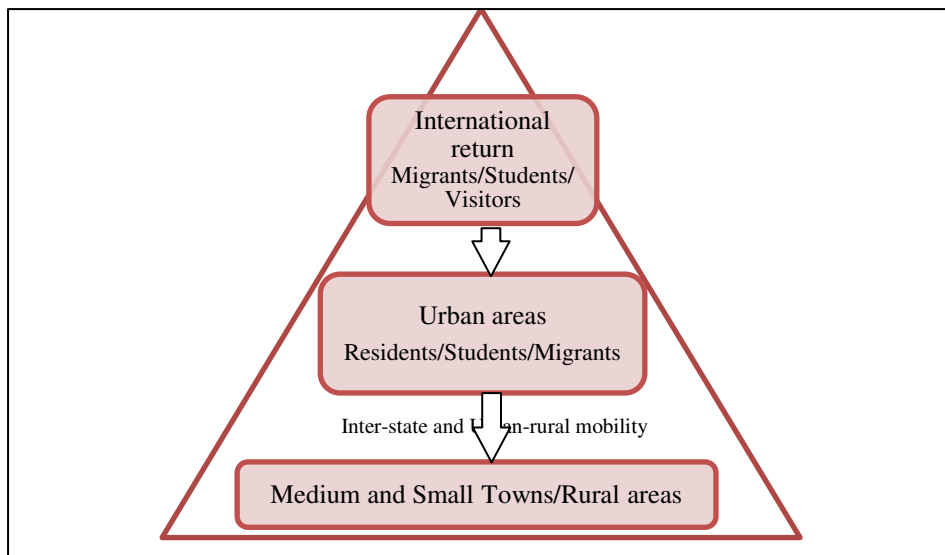 International
return
Migrants/Students/
Visitors
Urban areas
Residents/Students/Migrants
Inter-state and mobility
Medium and Small Towns/Rural areas